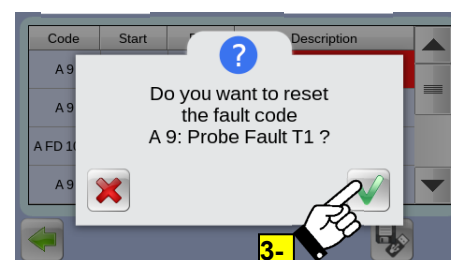 Code Start Description
?
A 9
Do you want to reset
the fault code
A 9
A 9: Probe Fault T1 ?
A FD
A 9
3-